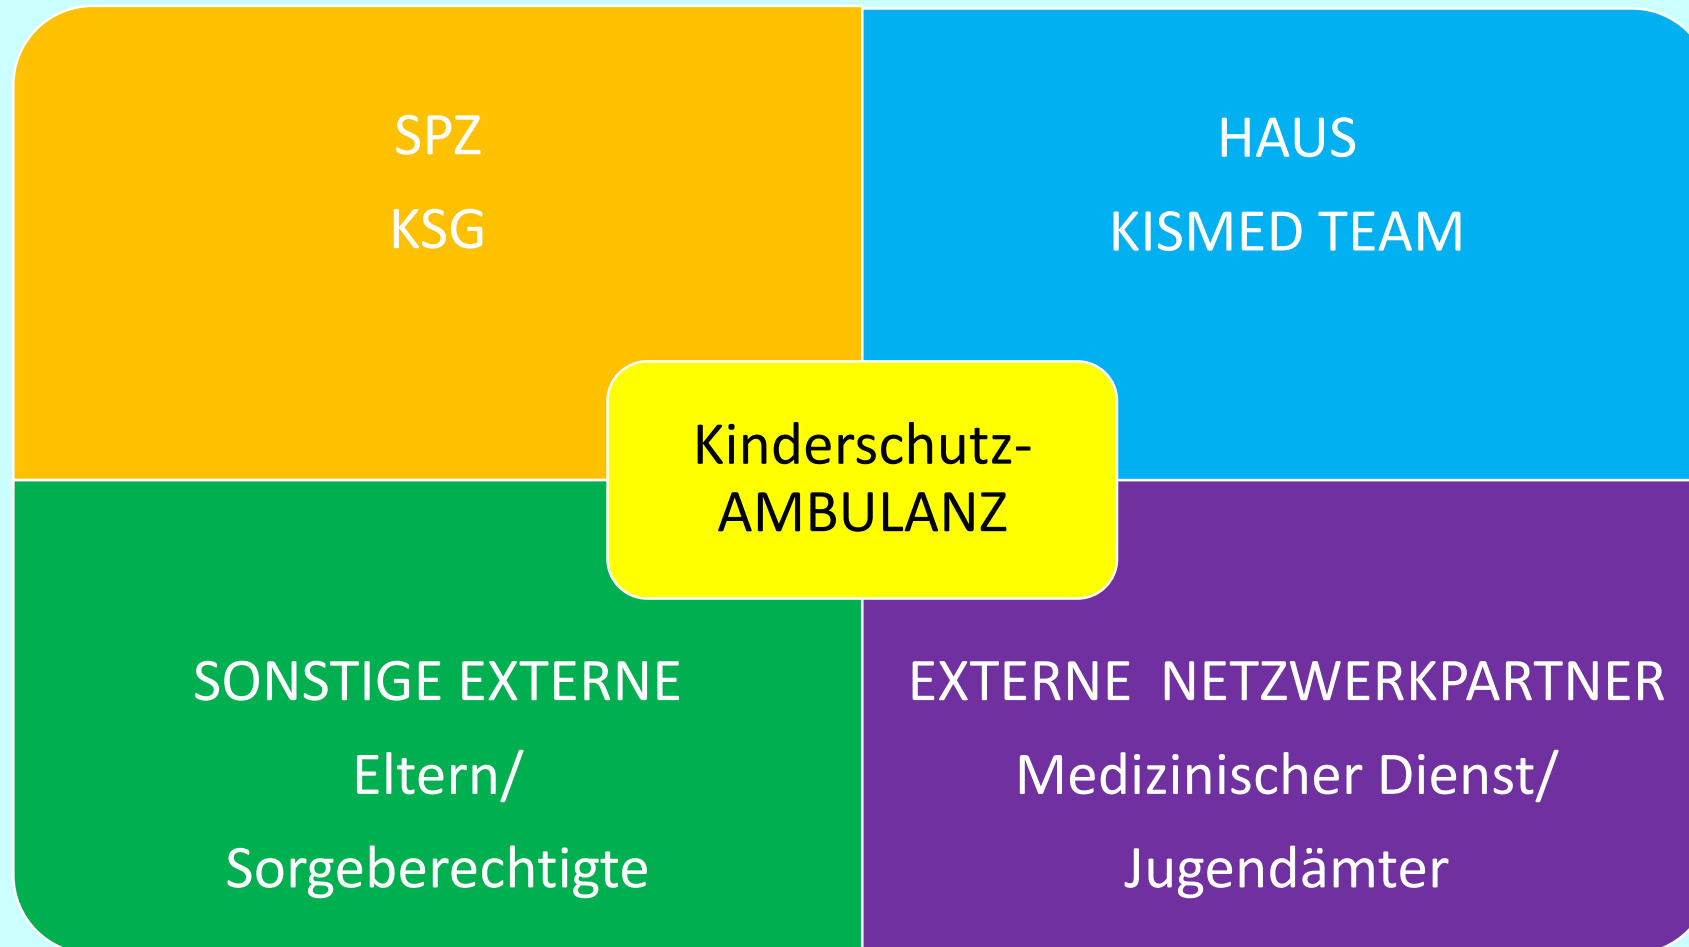 SPZ
KSG
HAUS
KISMED TEAM
Kinderschutz-
AMBULANZ
SONSTIGE EXTERNE
Eltern/
Sorgeberechtigte
EXTERNE  NETZWERKPARTNER
Medizinischer Dienst/
Jugendämter